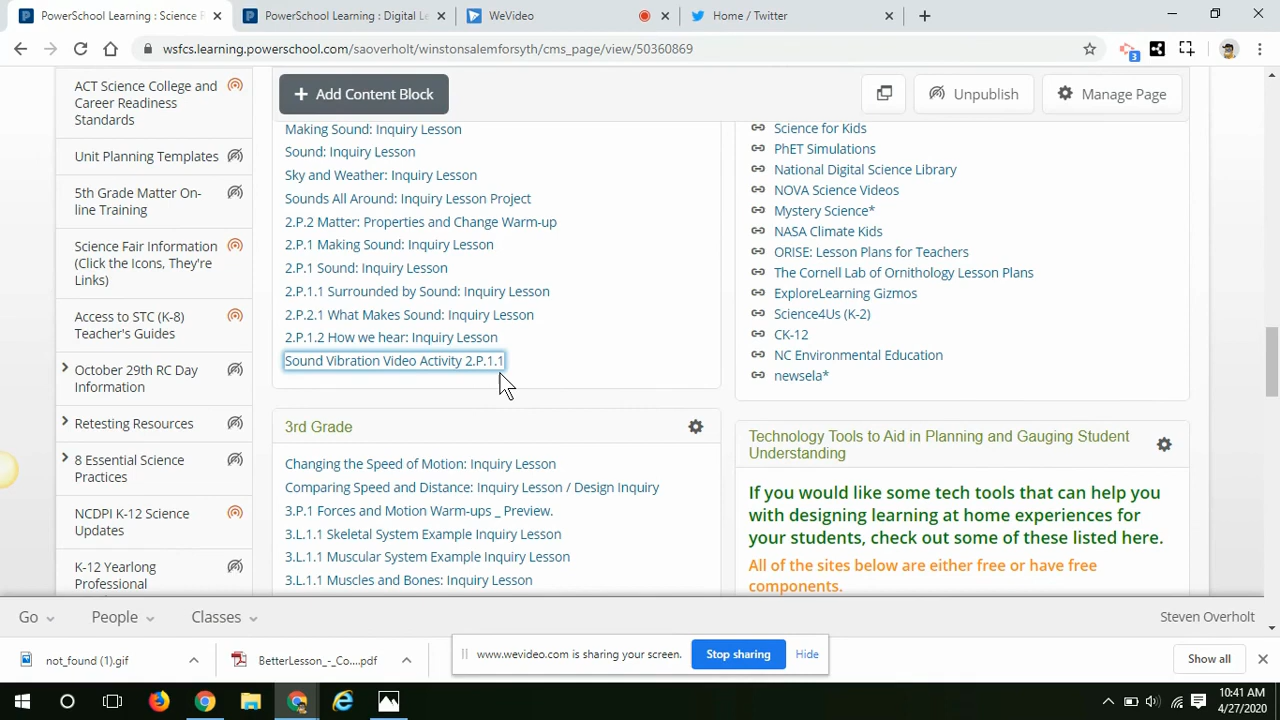 PowerSchool Learning : Science R
PowerSchool Learning : Digital Le
WeVideo
Home / Twitter
wsfcs.learning.powerschool.com/saoverholt/winstonsalemforsyth/cms_page/view/50360869
3
ACT Science College and
Career Readiness
Standards
Unit Planning Templates
5th Grade Matter On-
line Training
Science Fair Information
(Click the Icons, They're
Links)
Access to STC (K-8)
Teacher's Guides
October 29th RC Day
Information
Retesting Resources
8 Essential Science
Practices
NCDPI K-12 Science
Updates
K-12 Yearlong
Professional
+ Add Content Block
Unpublish
Manage Page
Making Sound: Inquiry Lesson
Sound: Inquiry Lesson
Sky and Weather: Inquiry Lesson
Sounds All Around: Inquiry Lesson Project
2.P.2 Matter: Properties and Change Warm-up
2.P.1 Making Sound: Inquiry Lesson
2.P.1 Sound: Inquiry Lesson
2.P.1.1 Surrounded by Sound: Inquiry Lesson
2.P.2.1 What Makes Sound: Inquiry Lesson
2.P.1.2 How we hear: Inquiry Lesson
Sound Vibration Video Activity 2.P.1.1
3rd Grade
Changing the Speed of Motion: Inquiry Lesson
Comparing Speed and Distance: Inquiry Lesson / Design Inquiry
3.P.1 Forces and Motion Warm-ups _ Preview.
3.L.1.1 Skeletal System Example Inquiry Lesson
3.L.1.1 Muscular System Example Inquiry Lesson
3.L.1.1 Muscles and Bones: Inquiry Lesson
Science for Kids
PhET Simulations
National Digital Science Library
NOVA Science Videos
Mystery Science*
NASA Climate Kids
ORISE: Lesson Plans for Teachers
The Cornell Lab of Ornithology Lesson Plans
ExploreLearning Gizmos
Science4Us (K-2)
CK-12
NC Environmental Education
newsela*
Technology Tools to Aid in Planning and Gauging Student
Understanding
If you would like some tech tools that can help you
with designing learning at home experiences for
your students, check out some of these listed here.
All of the sites below are either free or have free
components.
Go
People
Classes
Steven Overholt
not_found (1).gif
BetterLesson_-_Co....pdf
www.wevideo.com is sharing your screen.
Stop sharing
Hide
Show all
10:41 AM
4/27/2020